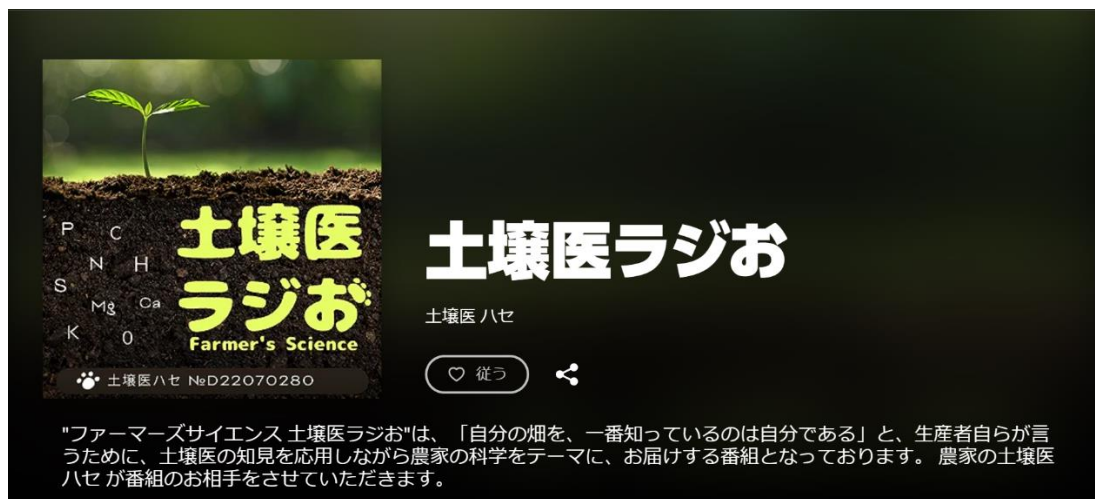 P C
N H
S
Mg Ca
K O
土壌医
ラジお
Farmer's Science
土壌医ハセ №D22070280
土壌医ラジお
土壌医 ハセ
従う
"ファーマーズサイエンス 土壌医ラジお"は、「自分の畑を、一番知っているのは自分である」と、生産者自らが言
うために、土壌医の知見を応用しながら農家の科学をテーマに、お届けする番組となっております。 農家の土壌医
ハセ が番組のお相手をさせていただきます。